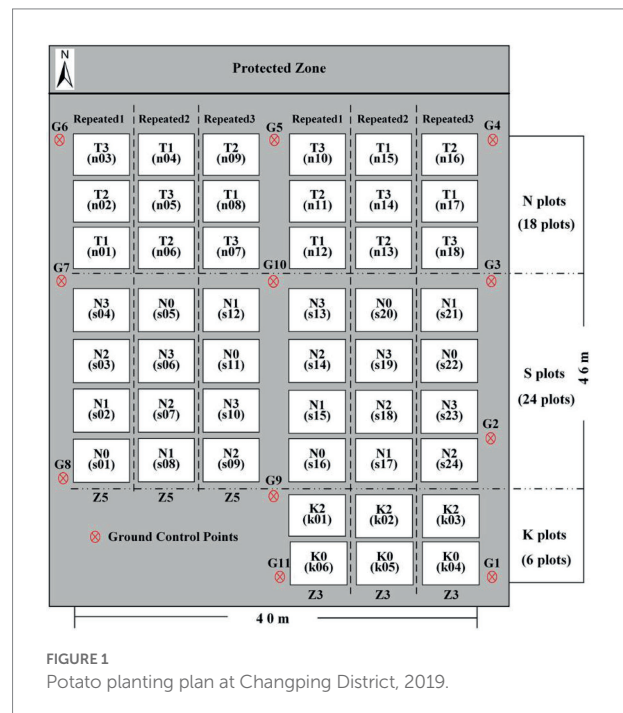 N
Protected Zone
G6 Repeated1 Repeated2 Repeated3 G5 Repeated1 Repeated2 Repeated3 G4
T3 T1 T2 T3 T1 T2
(n03) (n04) (n09) (n10) (n15) (n16)
T2 T3 T1 T2 T3 T1
(n02) (n05) (n08) (n11) (n14) (n17)
N plots
(18 plots)
T1 T2 T3 T1 T2 T3
(n01) (n06) (n07) (n12) (n13) (n18)
G7 G10 G3
N3 N0 N1 N3 N0 N1
(s04) (s05) (s12) (s13) (s20) (s21)
N2 N3 N0 N2 N3 N0
(s03) (s06) (s11) (s14) (s19) (s22)
S plots
(24 plots)
46m
N1 N2 N3 N1 N2 N3
(s02) (s07) (s10) (s15) (s18) (s23)
G2
N0 N1 N2 N0 N1 N2
(s01) (s08) (s09) (s16) (s17) (s24)
G8 G9
Z5 Z5 Z5
K2 K2 K2
(k01) (k02) (k03)
Ground Control Points
K plots
(6 plots)
K0 K0 K0
(k06) (k05) (k04)
G11 G1
Z3 Z3 Z3
40m
FIGURE 1
Potato planting plan at Changping District, 2019.